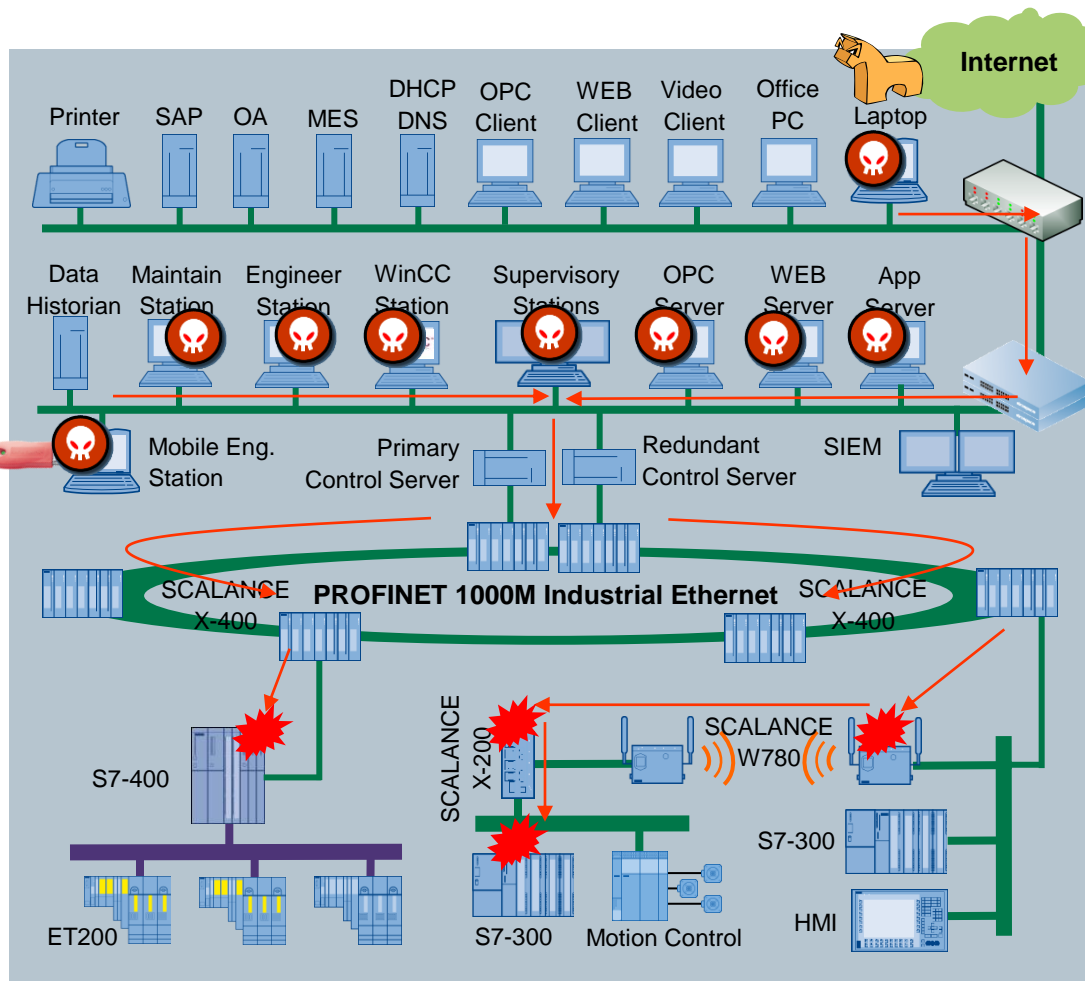 Internet
Printer
SAP
OA
MES
DHCP
DNS
OPC
Client
WEB
Client
Video
Client
Office
PC
Laptop
Data
Historian
Maintain
Station
Engineer
Station
WinCC
Station
Supervisory
Stations
OPC
Server
WEB
Server
App
Server
Mobile Eng.
Station
Primary
Control Server
Redundant
Control Server
SIEM
SCALANCE
X-400
PROFINET 1000M Industrial Ethernet
SCALANCE
X-400
S7-400
SCALANCE
X-200
SCALANCE
W780
S7-300
ET200
S7-300
Motion Control
HMI